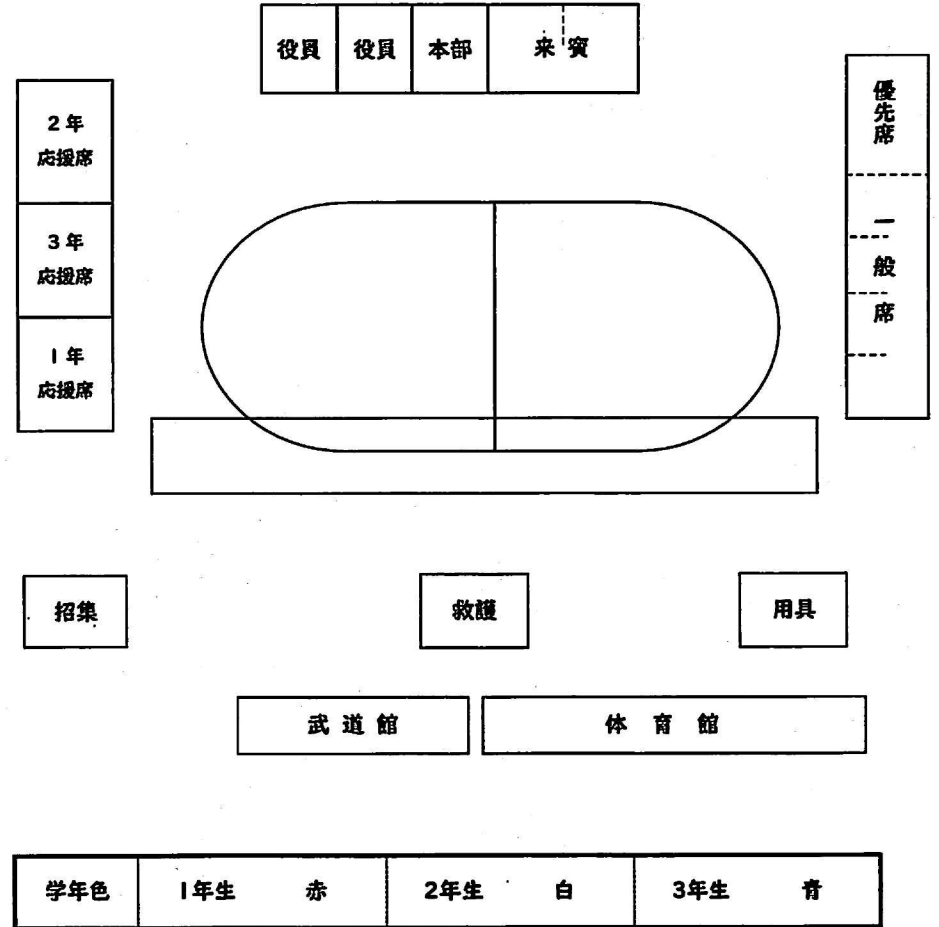 役員 役員 本部 来賓
優先席
一般席
2年
応援席
3年
応援席
1年
応援席
招集 救護 用具
武道館 体育館
学年色 1年生 赤 2年生 白 3年生 青